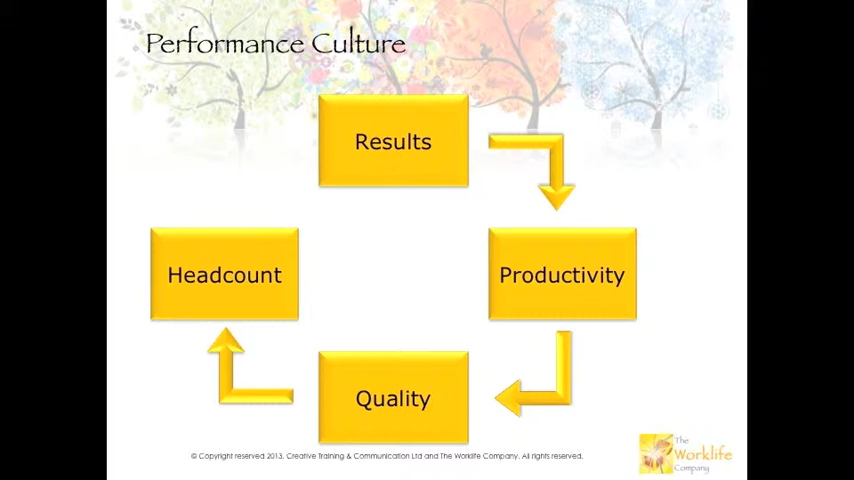 Performance Culture
Results
Headcount
Productivity
Quality
© Copyright reserved 2013, Creative Training & Communication Ltd and The Worklife Company. All rights reserved.
The
Worklife
Company